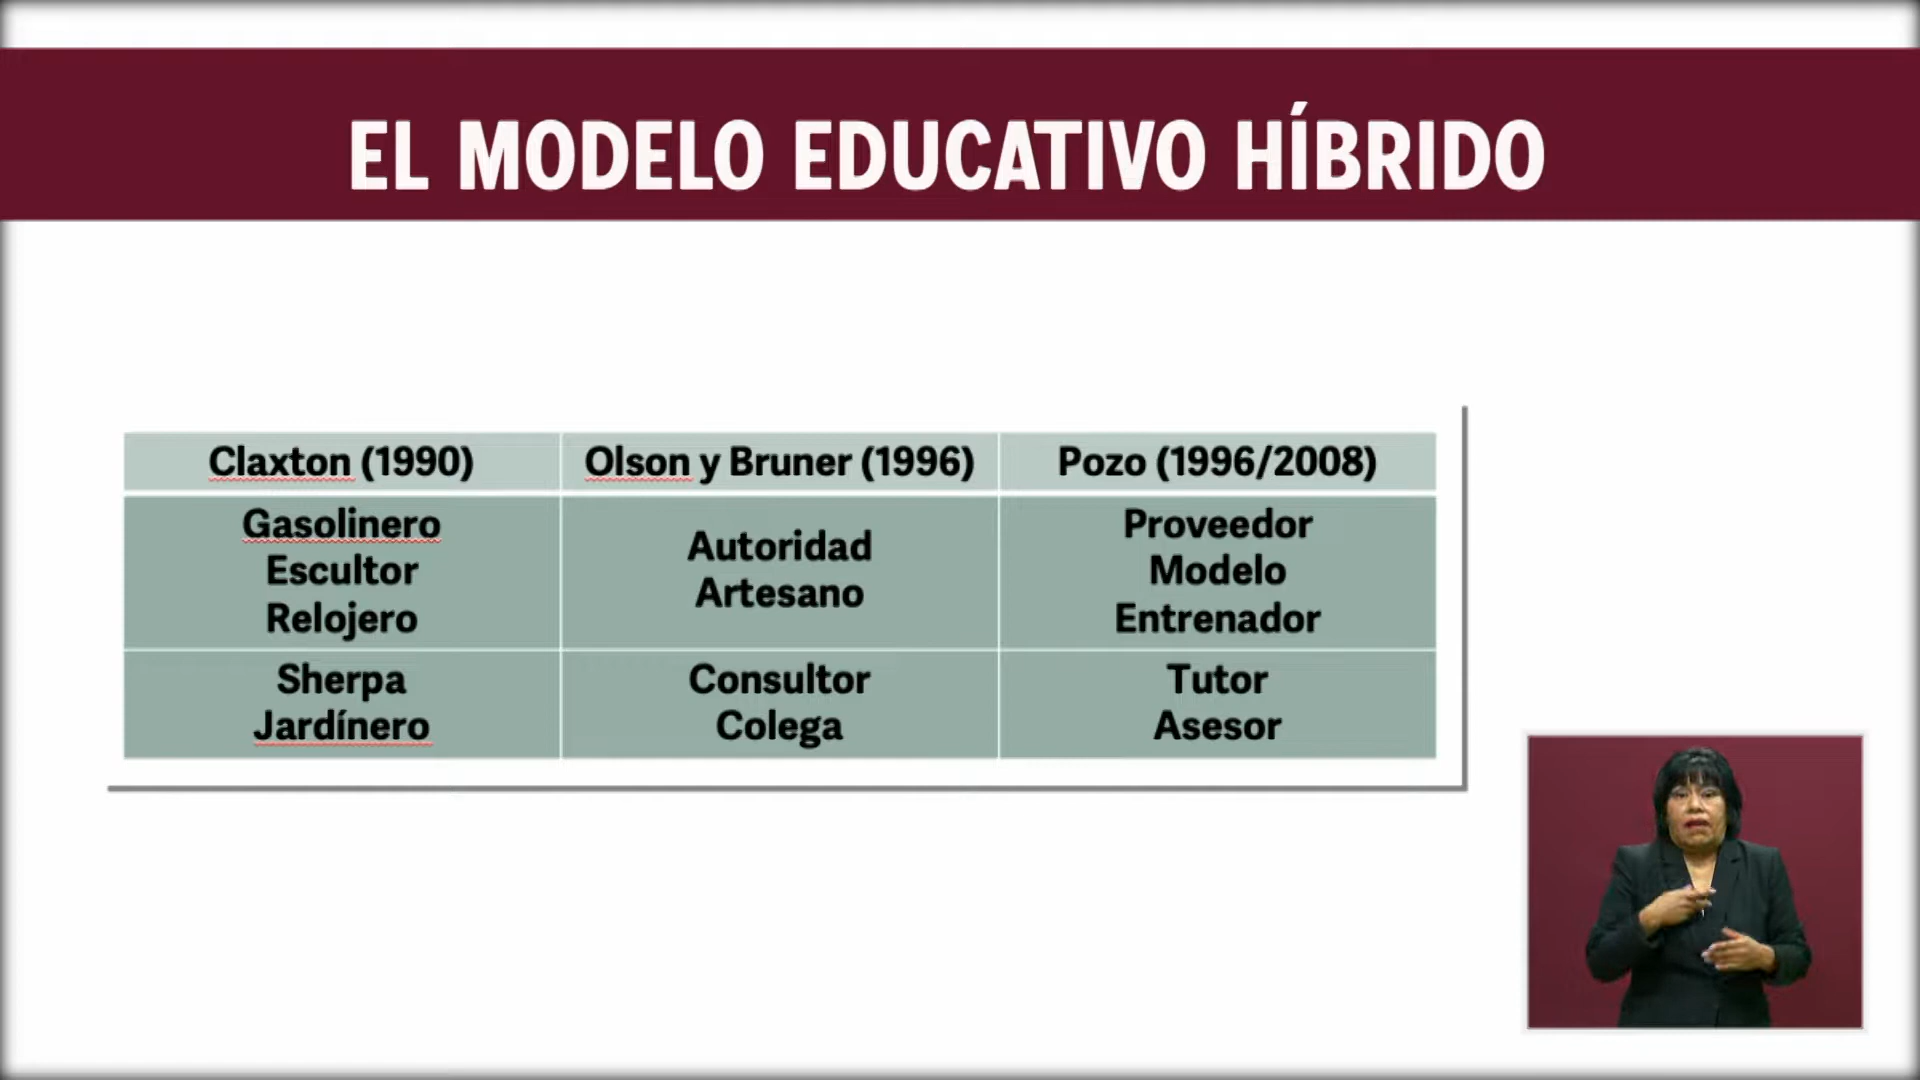 EL MODELO EDUCATIVO HÍBRIDO
Claxton (1990)
Olson y Bruner (1996)
Pozo (1996/2008)
Gasolinero
Escultor
Relojero
Autoridad
Artesano
Proveedor
Modelo
Entrenador
Sherpa
Jardínero
Consultor
Colega
Tutor
Asesor